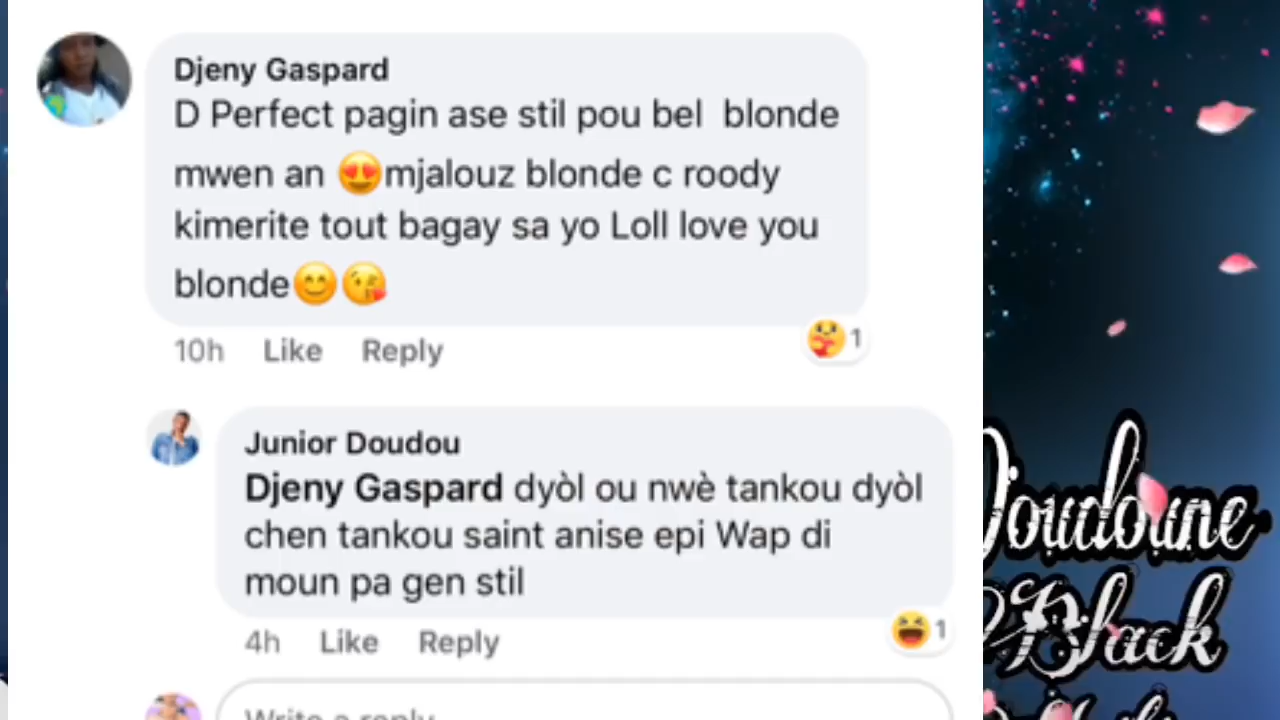 Djeny Gaspard
D Perfect pagin ase stil pou bel blonde
mwen an 😍mjalouz blonde c roody
kimerite tout bagay sa yo Loll love you
blonde😊😘
10h Like Reply
1
Junior Doudou
Djeny Gaspard dyòl ou nwè tankou dyòl
chen tankou saint anise epi Wap di
moun pa gen stil
4h Like Reply
1
Write a reply
Doudoune
Black